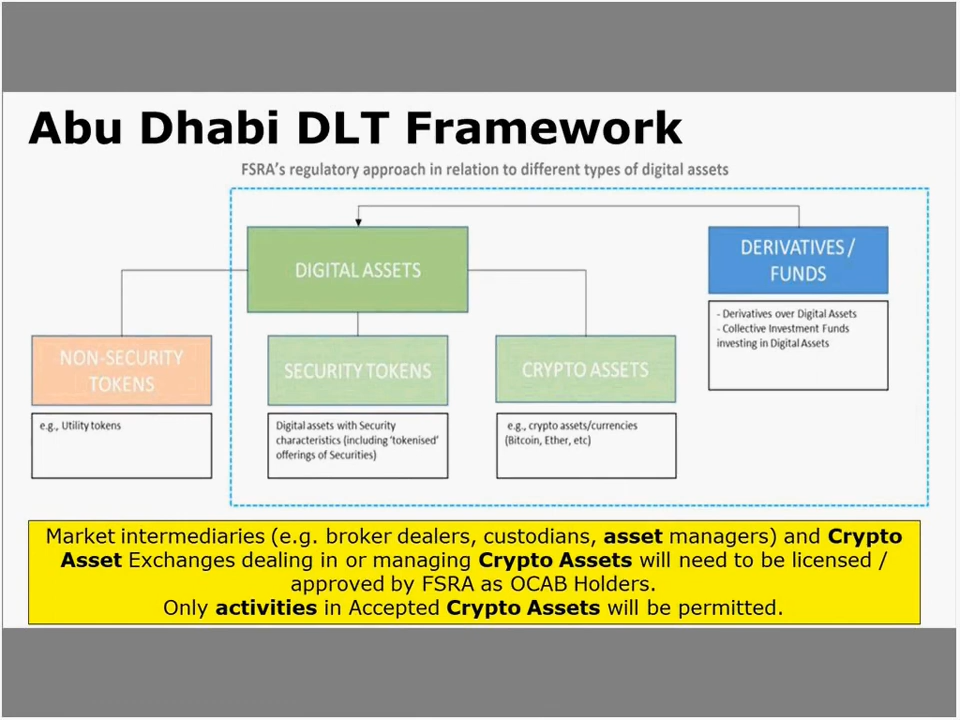 Abu Dhabi DLT Framework
FSRA's regulatory approach in relation to different types of digital assets
DIGITAL ASSETS
DERIVATIVES /
FUNDS
- Derivatives over Digital Assets
- Collective Investment Funds
investing in Digital Assets
NON-SECURITY
TOKENS
e.g., Utility tokens
SECURITY TOKENS
Digital assets with Security
characteristics (including 'tokenised'
offerings of Securities)
CRYPTO ASSETS
e.g., crypto assets/currencies
(Bitcoin, Ether, etc)
Market intermediaries (e.g. broker dealers, custodians, asset managers) and Crypto
Asset Exchanges dealing in or managing Crypto Assets will need to be licensed /
approved by FSRA as OCAB Holders.
Only activities in Accepted Crypto Assets will be permitted.